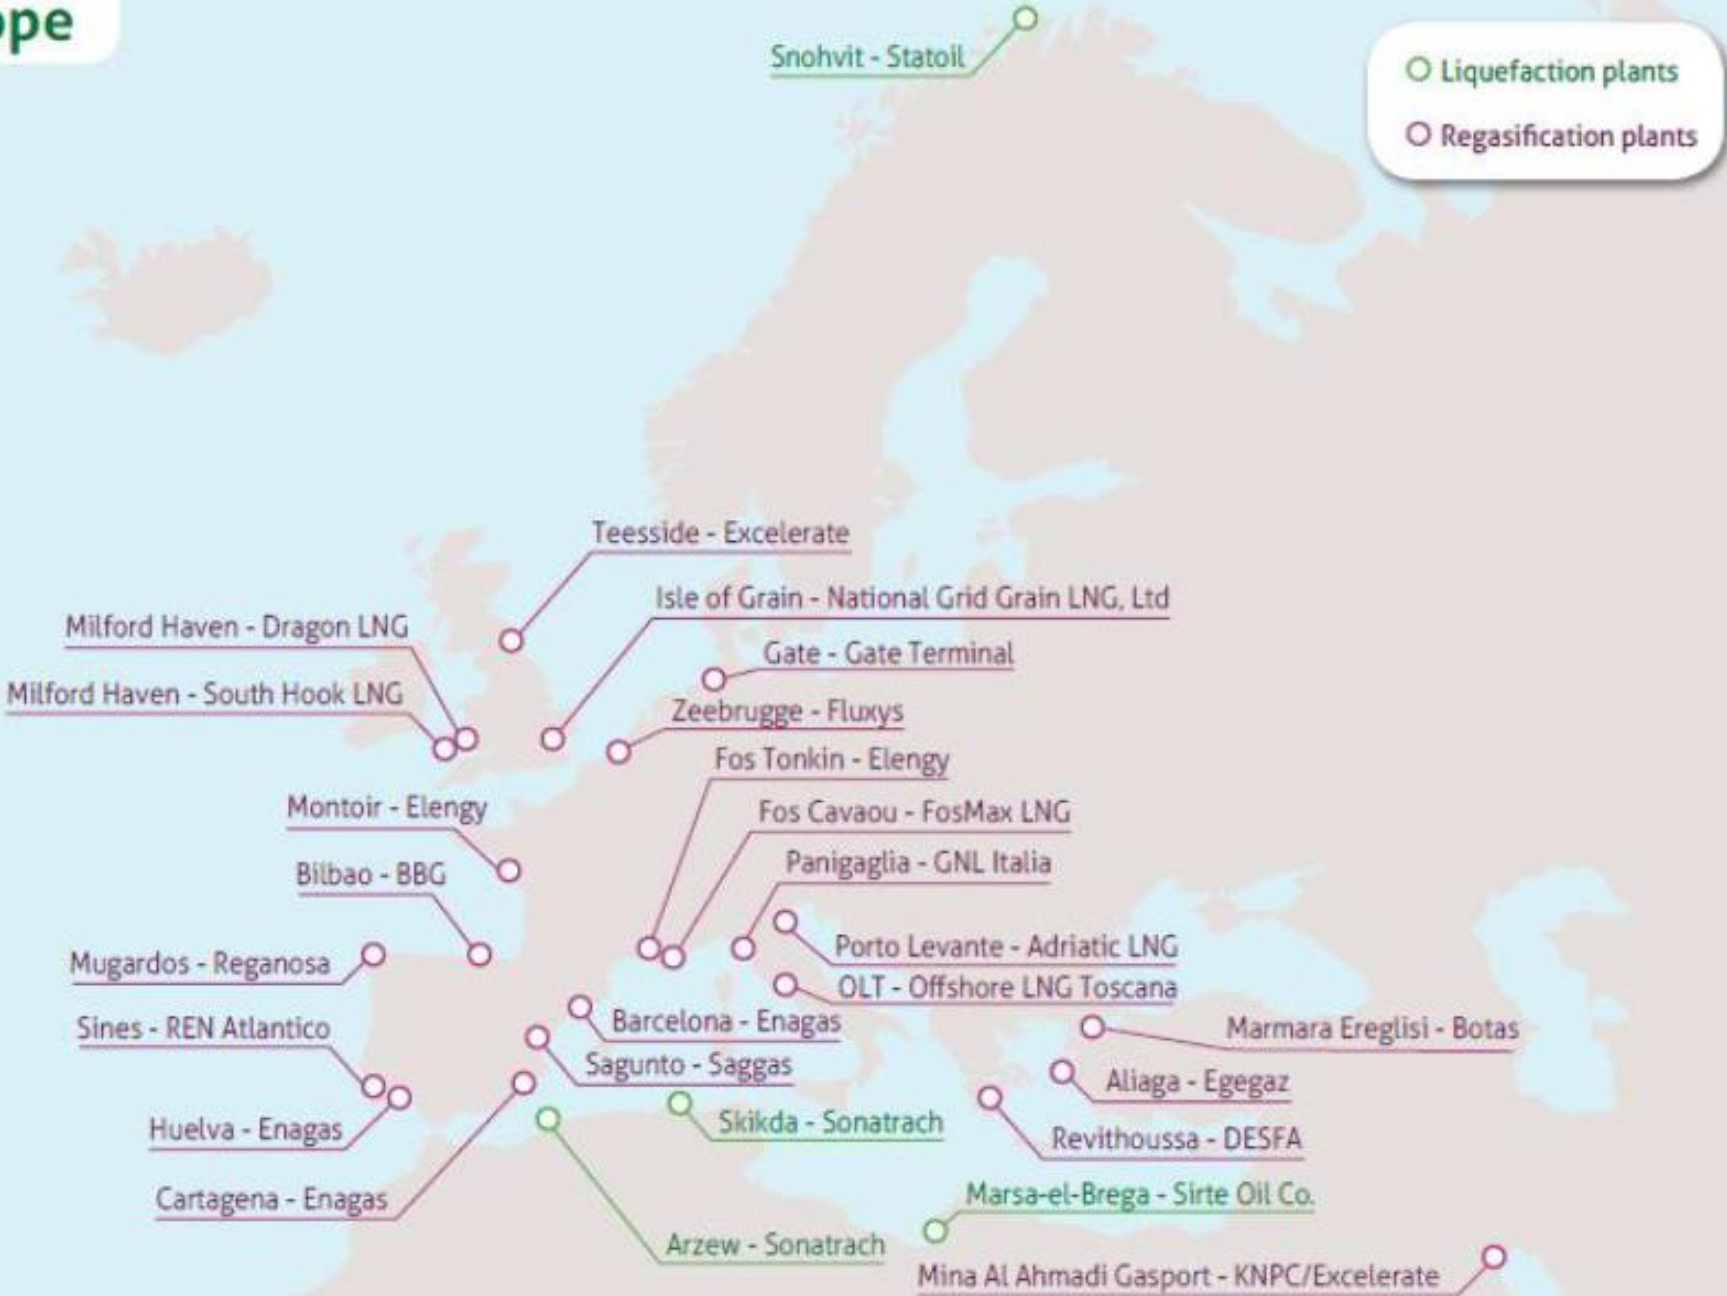 Snohvit - Statoil
Liquefaction plants
Regasification plants
Teesside - Excelerate
Isle of Grain - National Grid Grain LNG, Ltd
Milford Haven - Dragon LNG
Gate - Gate Terminal
Milford Haven - South Hook LNG
Zeebrugge - Fluxys
Fos Tonkin - Elengy
Montoir - Elengy
Fos Cavaou - FosMax LNG
Bilbao - BBG
Panigaglia - GNL Italia
Mugardos - Reganosa
Porto Levante - Adriatic LNG
OLT - Offshore LNG Toscana
Sines - REN Atlantico
Barcelona - Enagas
Marmara Ereglisi - Botas
Sagunto - Saggas
Aliaga - Egegaz
Huelva - Enagas
Skikda - Sonatrach
Revithoussa - DESFA
Cartagena - Enagas
Marsa-el-Brega - Sirte Oil Co.
Arzew - Sonatrach
Mina Al Ahmadi Gasport - KNPC/Excelerate